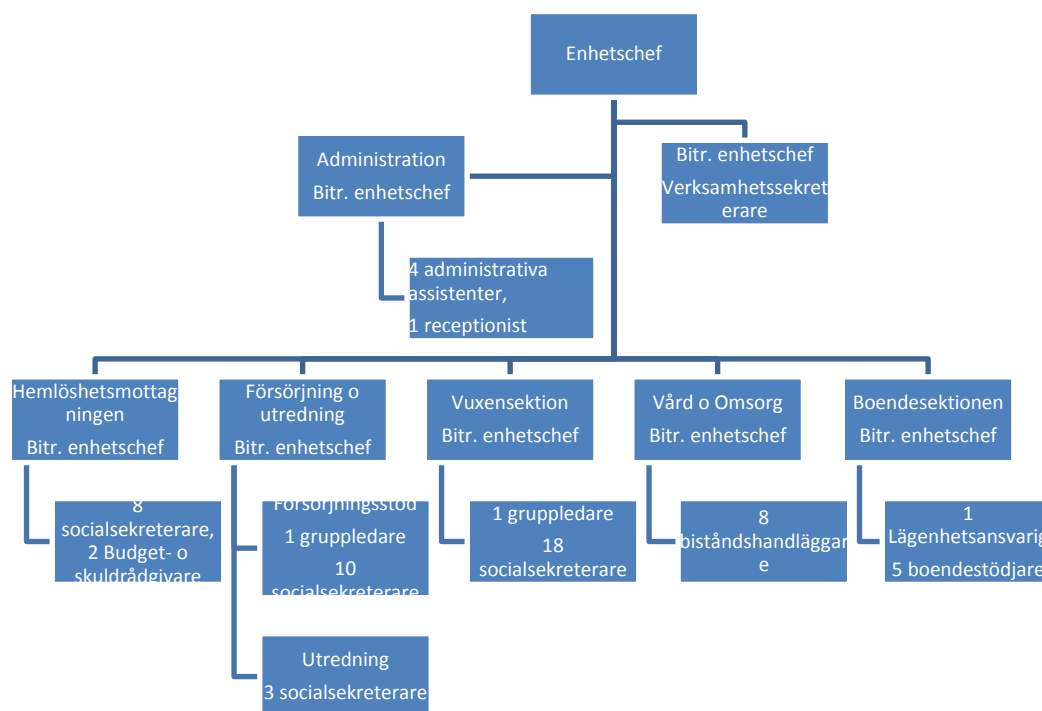 Enhetschef
Administration
Bitr. enhetschef
Bitr. enhetschef
Verksamhetssekret
erare
4 administrativa
assistenter,
1 receptionist
Hemlöshetsmottag
ningen
Bitr. enhetschef
Försörjning o
utredning
Bitr. enhetschef
Vuxensektion
Bitr. enhetschef
Vård o Omsorg
Bitr. enhetschef
Boendesektionen
Bitr. enhetschef
8
socialsekreterare,
2 Budget- o
skuldrådgivare
Försörjningsstöd
1 gruppledare
10
socialsekreterare
1 gruppledare
18
socialsekreterare
8
biståndshandläggar
e
1
Lägenhetsansvarig
5 boendestödjare
Utredning
3 socialsekreterare